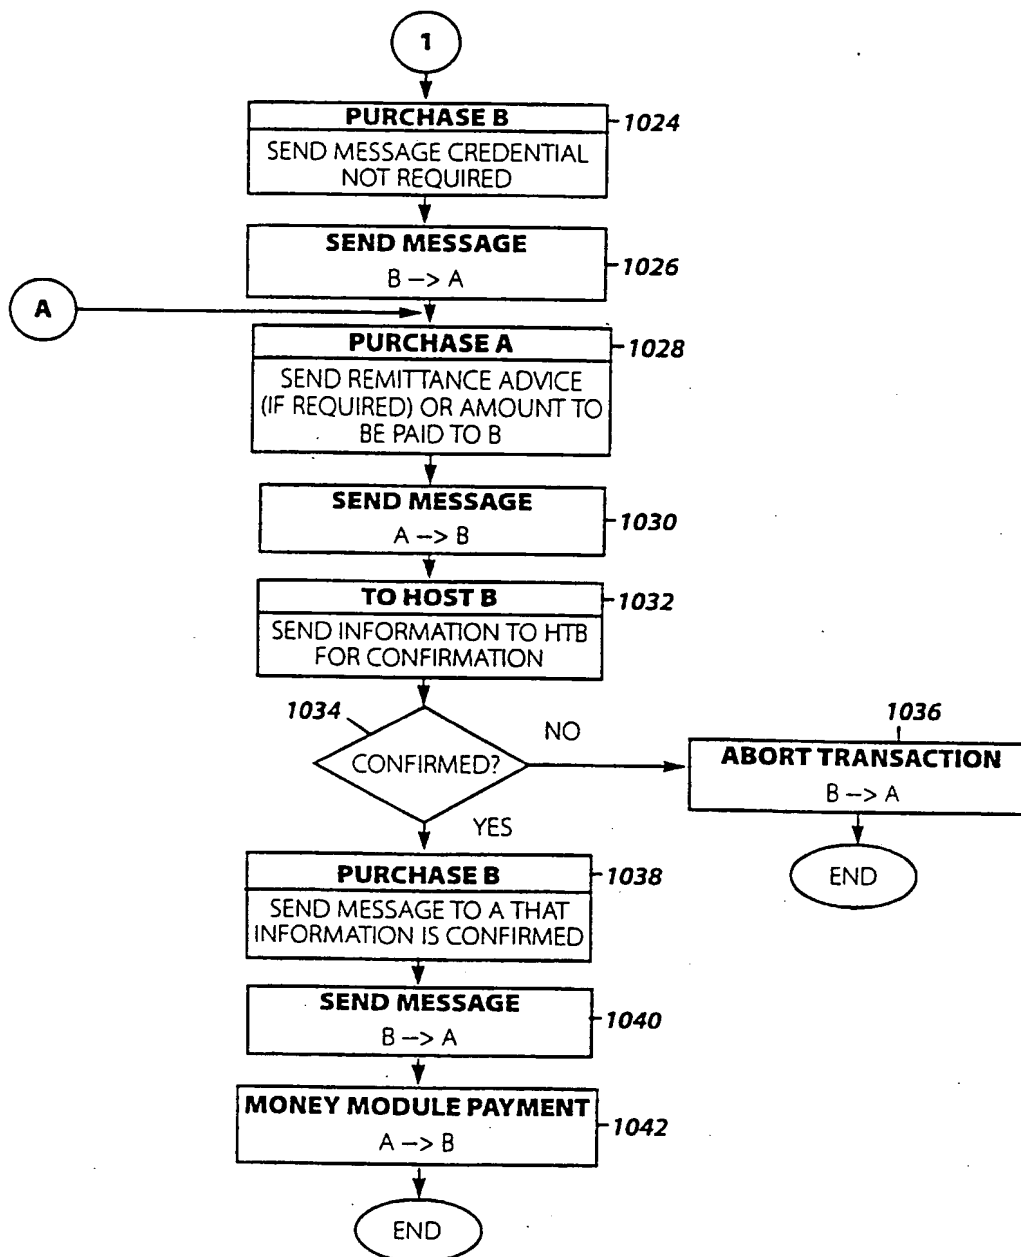 1
PURCHASE B
1024
SEND MESSAGE CREDENTIAL
NOT REQUIRED
SEND MESSAGE
B –> A
1026
A
PURCHASE A
1028
SEND REMITTANCE ADVICE
(IF REQUIRED) OR AMOUNT TO
BE PAID TO B
SEND MESSAGE
A –> B
1030
TO HOST B
1032
SEND INFORMATION TO HTB
FOR CONFIRMATION
1034
CONFIRMED?
NO
1036
ABORT TRANSACTION
B –> A
END
YES
PURCHASE B
1038
SEND MESSAGE TO A THAT
INFORMATION IS CONFIRMED
SEND MESSAGE
B –> A
1040
MONEY MODULE PAYMENT
A –> B
1042
END